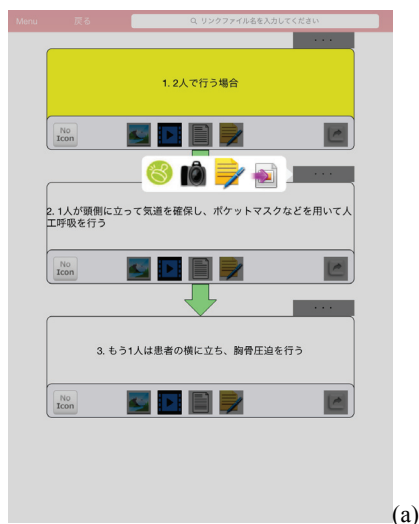 Menu 戻る リンクファイル名を入力してください
...
1. 2人で行う場合
No
Icon
...
2. 1人が頭側に立って気道を確保し、ポケットマスクなどを用いて人
工呼吸を行う
No
Icon
...
3. もう1人は患者の横に立ち、胸骨圧迫を行う
No
Icon
(a)